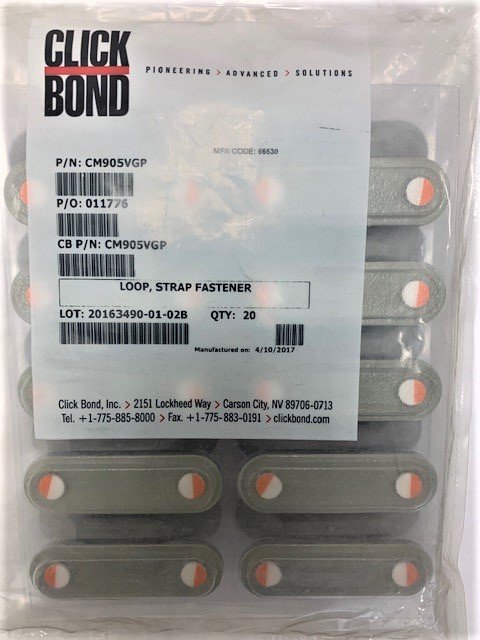 CLICK
BOND
PIONEERING > ADVANCED > SOLUTIONS
MFN CODE: 66530
P/N: CM905VGP
P/O: 011776
CB P/N: CM905VGP
LOOP, STRAP FASTENER
LOT: 20163490-01-02B QTY: 20
Manufactured on: 4/10/2017
Click Bond, Inc. > 2151 Lockheed Way > Carson City, NV 89706-0713
Tel. +1-775-885-8000 > Fax. +1-775-883-0191 > clickbond.com